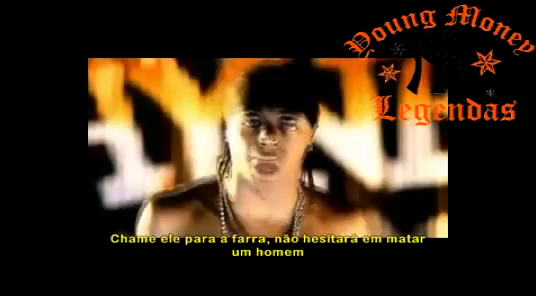 Young Money
Legendas
Chame ele para a farra, não hesitará em matar
um homem